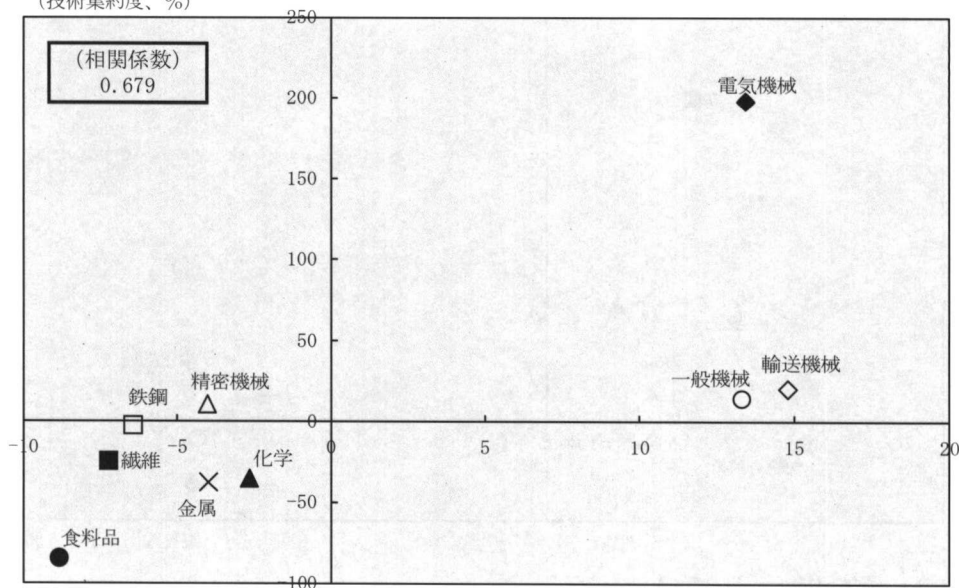 （技術集約度、%）
250
（相関係数）
0.679
電気機械
200
150
100
50
輸送機械
一般機械
精密機械
鉄鋼
0
-10
-5
0
5
10
15
20
繊維
化学
金属
-50
食料品
-100